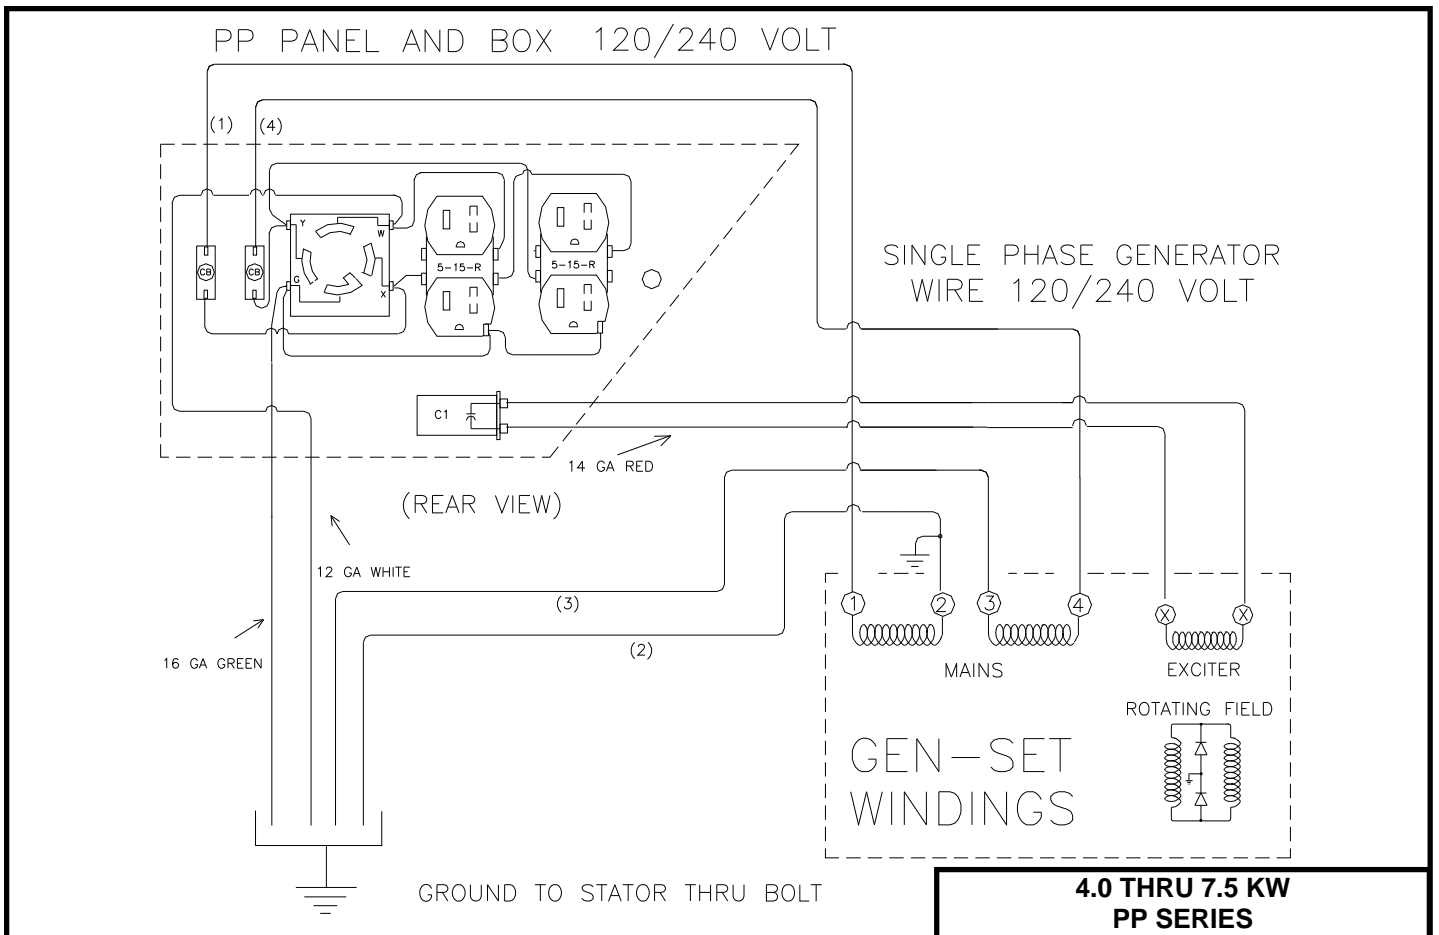 PP PANEL AND BOX 120/240 VOLT
(1)
(4)
Y
W
G
X
CB
CB
5-15-R
5-15-R
SINGLE PHASE GENERATOR
WIRE 120/240 VOLT
C1
14 GA RED
(REAR VIEW)
12 GA WHITE
(3)
(2)
16 GA GREEN
1
2
3
4
X
X
MAINS
EXCITER
ROTATING FIELD
GEN-SET
WINDINGS
GROUND TO STATOR THRU BOLT
4.0 THRU 7.5 KW
PP SERIES